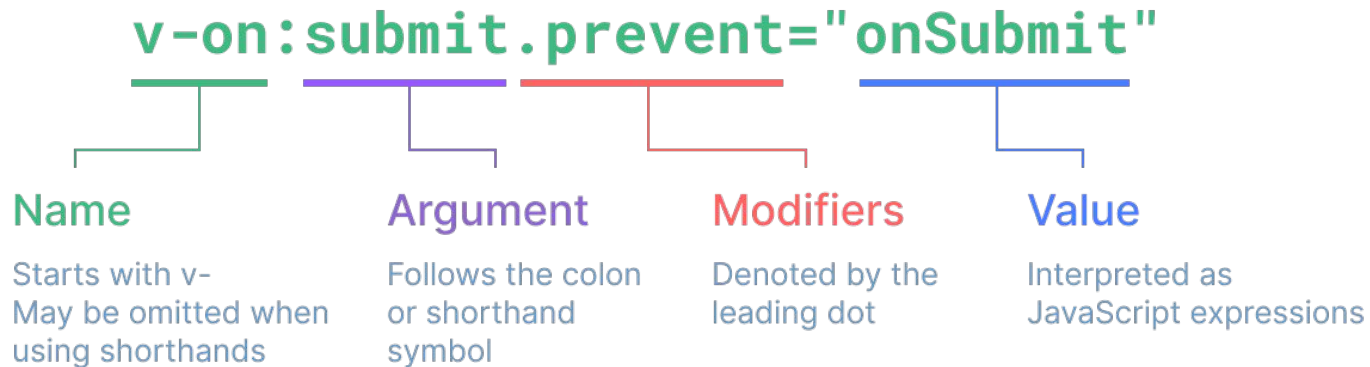 v-on:submit.prevent="onSubmit"
Name
Starts with v-
May be omitted when
using shorthands
Argument
Follows the colon
or shorthand
symbol
Modifiers
Denoted by the
leading dot
Value
Interpreted as
JavaScript expressions